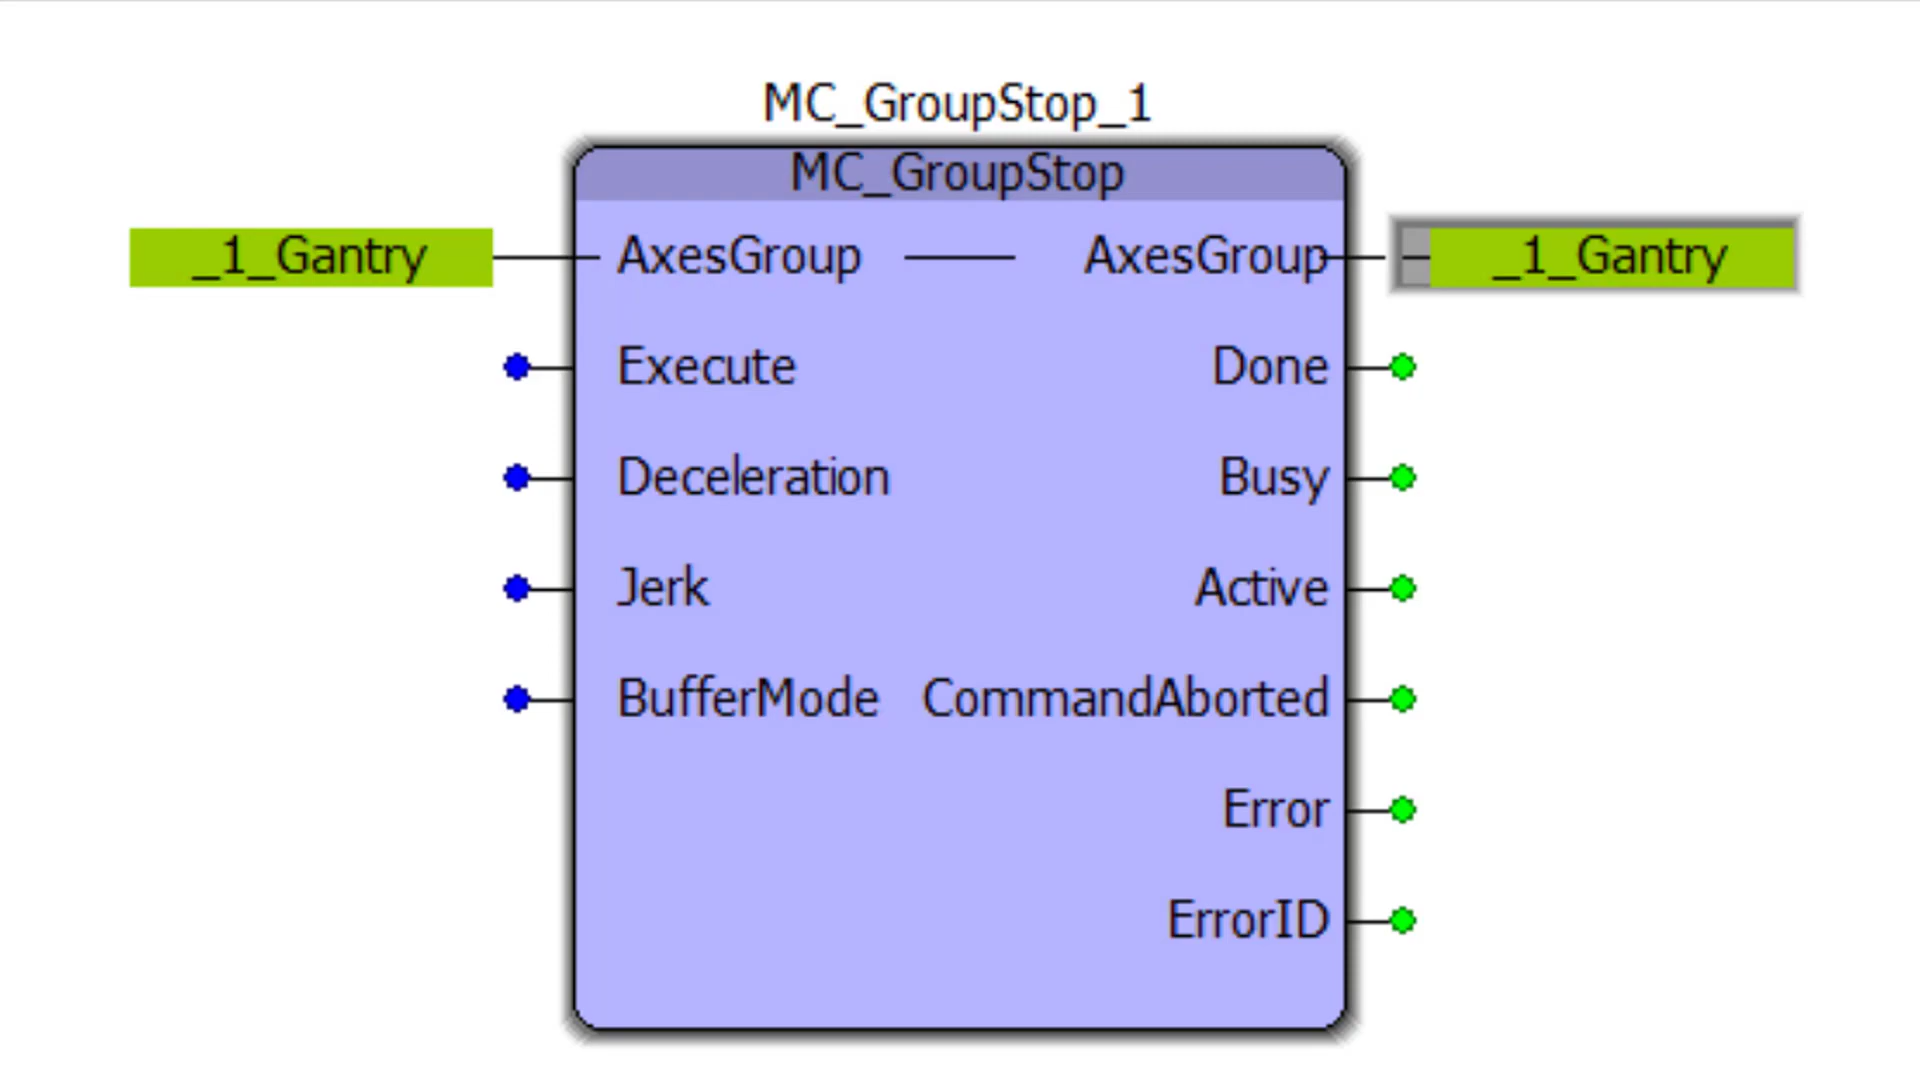 MC_GroupStop_1
MC_GroupStop
_1_Gantry AxesGroup AxesGroup _1_Gantry
Execute Done
Deceleration Busy
Jerk Active
BufferMode CommandAborted
Error
ErrorID